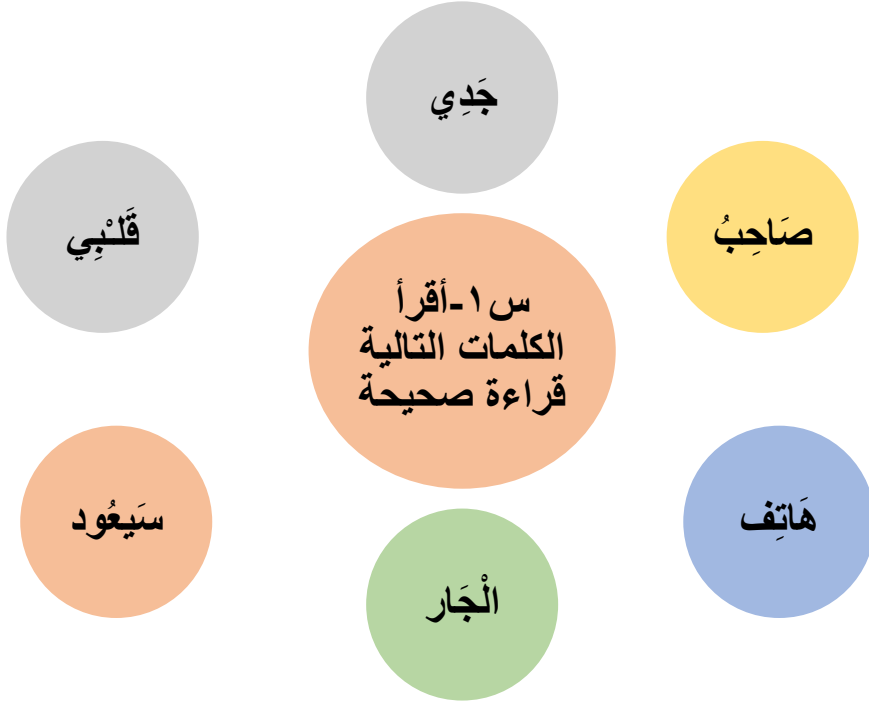 جَدِي
صَاحِبُ
قَلْبِي
س١-أقرأ
الكلمات التالية
قراءة صحيحة
هَاتِف
سَيعُود
الْجَار